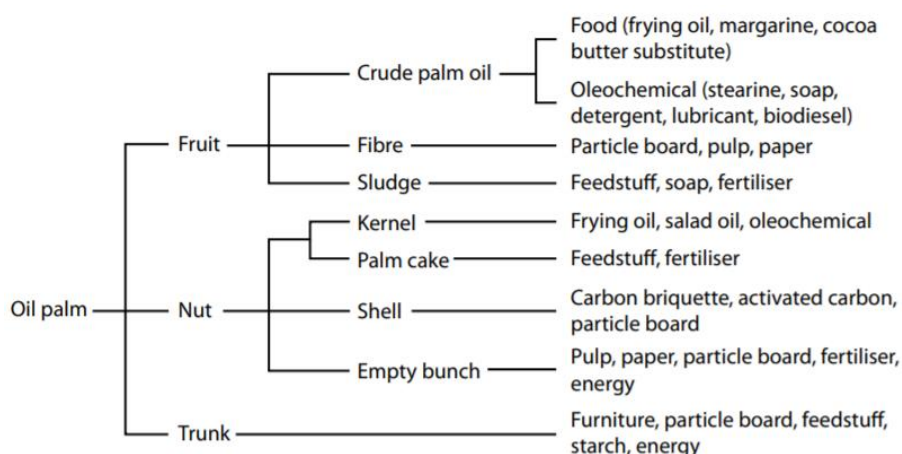 Food (frying oil, margarine, cocoa
butter substitute)
Crude palm oil
Oleochemical (stearine, soap,
detergent, lubricant, biodiesel)
Fruit
Fibre
Particle board, pulp, paper
Sludge
Feedstuff, soap, fertiliser
Kernel
Frying oil, salad oil, oleochemical
Palm cake
Feedstuff, fertiliser
Oil palm
Nut
Shell
Carbon briquette, activated carbon,
particle board
Empty bunch
Pulp, paper, particle board, fertiliser,
energy
Trunk
Furniture, particle board, feedstuff,
starch, energy